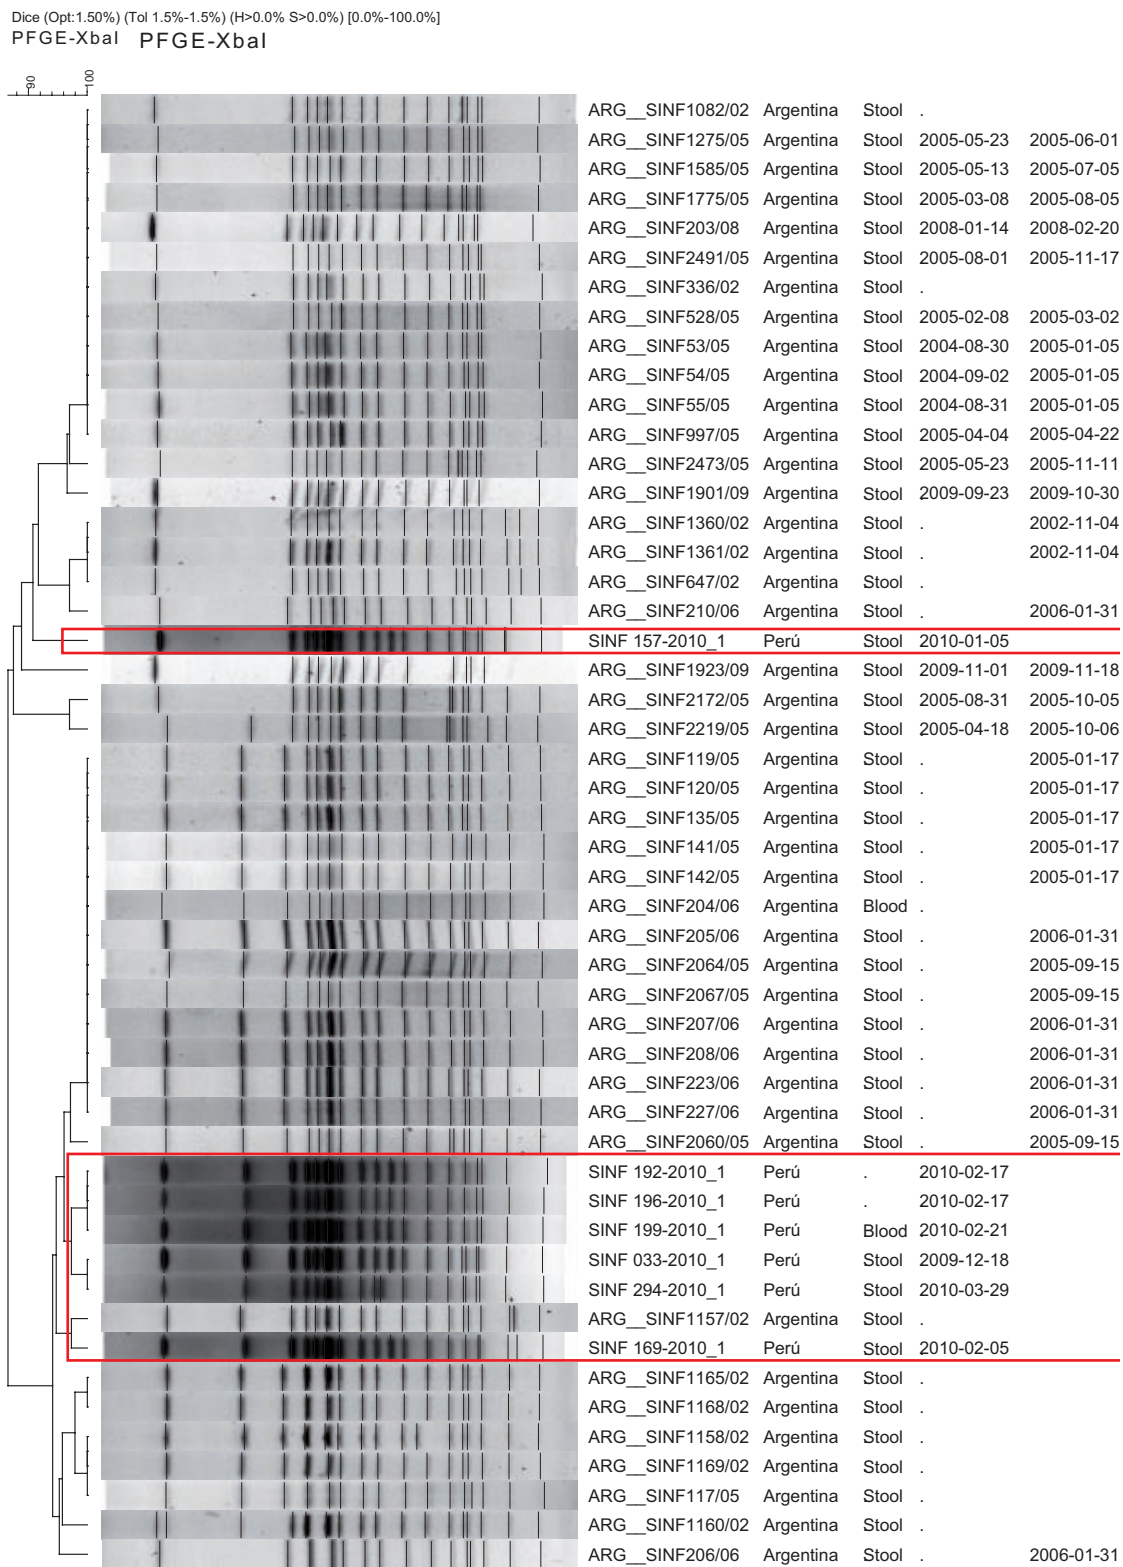 Dice (Opt:1.50%) (Tol 1.5%-1.5%) (H>0.0% S>0.0%) [0.0%-100.0%]
PFGE-XbaI PFGE-XbaI
90 100
ARG__SINF1082/02 Argentina Stool .
ARG__SINF1275/05 Argentina Stool 2005-05-23 2005-06-01
ARG__SINF1585/05 Argentina Stool 2005-05-13 2005-07-05
ARG__SINF1775/05 Argentina Stool 2005-03-08 2005-08-05
ARG__SINF203/08 Argentina Stool 2008-01-14 2008-02-20
ARG__SINF2491/05 Argentina Stool 2005-08-01 2005-11-17
ARG__SINF336/02 Argentina Stool .
ARG__SINF528/05 Argentina Stool 2005-02-08 2005-03-02
ARG__SINF53/05 Argentina Stool 2004-08-30 2005-01-05
ARG__SINF54/05 Argentina Stool 2004-09-02 2005-01-05
ARG__SINF55/05 Argentina Stool 2004-08-31 2005-01-05
ARG__SINF997/05 Argentina Stool 2005-04-04 2005-04-22
ARG__SINF2473/05 Argentina Stool 2005-05-23 2005-11-11
ARG__SINF1901/09 Argentina Stool 2009-09-23 2009-10-30
ARG__SINF1360/02 Argentina Stool . 2002-11-04
ARG__SINF1361/02 Argentina Stool . 2002-11-04
ARG__SINF647/02 Argentina Stool .
ARG__SINF210/06 Argentina Stool . 2006-01-31
SINF 157-2010_1 Perú Stool 2010-01-05
ARG__SINF1923/09 Argentina Stool 2009-11-01 2009-11-18
ARG__SINF2172/05 Argentina Stool 2005-08-31 2005-10-05
ARG__SINF2219/05 Argentina Stool 2005-04-18 2005-10-06
ARG__SINF119/05 Argentina Stool . 2005-01-17
ARG__SINF120/05 Argentina Stool . 2005-01-17
ARG__SINF135/05 Argentina Stool . 2005-01-17
ARG__SINF141/05 Argentina Stool . 2005-01-17
ARG__SINF142/05 Argentina Stool . 2005-01-17
ARG__SINF204/06 Argentina Blood .
ARG__SINF205/06 Argentina Stool . 2006-01-31
ARG__SINF2064/05 Argentina Stool . 2005-09-15
ARG__SINF2067/05 Argentina Stool . 2005-09-15
ARG__SINF207/06 Argentina Stool . 2006-01-31
ARG__SINF208/06 Argentina Stool . 2006-01-31
ARG__SINF223/06 Argentina Stool . 2006-01-31
ARG__SINF227/06 Argentina Stool . 2006-01-31
ARG__SINF2060/05 Argentina Stool . 2005-09-15
SINF 192-2010_1 Perú . 2010-02-17
SINF 196-2010_1 Perú . 2010-02-17
SINF 199-2010_1 Perú Blood 2010-02-21
SINF 033-2010_1 Perú Stool 2009-12-18
SINF 294-2010_1 Perú Stool 2010-03-29
ARG__SINF1157/02 Argentina Stool .
SINF 169-2010_1 Perú Stool 2010-02-05
ARG__SINF1165/02 Argentina Stool .
ARG__SINF1168/02 Argentina Stool .
ARG__SINF1158/02 Argentina Stool .
ARG__SINF1169/02 Argentina Stool .
ARG__SINF117/05 Argentina Stool .
ARG__SINF1160/02 Argentina Stool .
ARG__SINF206/06 Argentina Stool . 2006-01-31